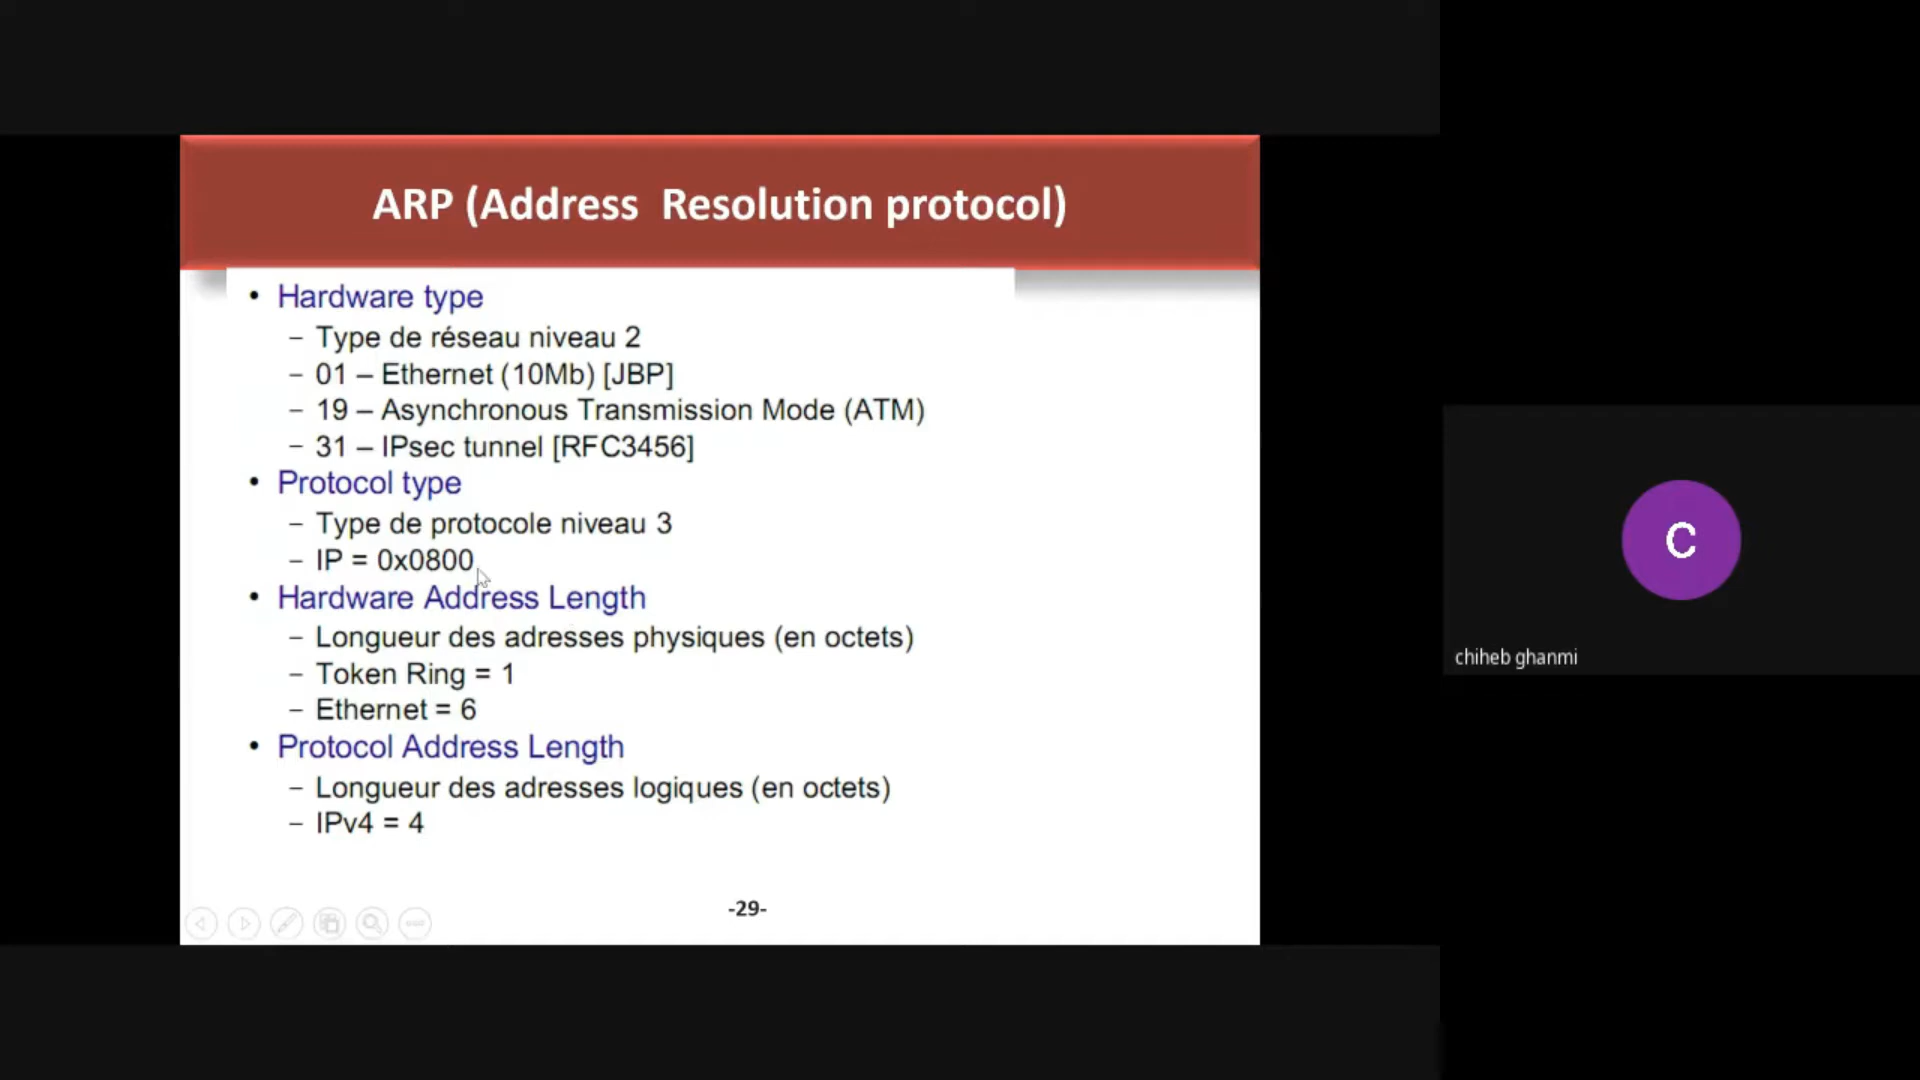 ARP (Address Resolution protocol)
• Hardware type
– Type de réseau niveau 2
– 01 – Ethernet (10Mb) [JBP]
– 19 – Asynchronous Transmission Mode (ATM)
– 31 – IPsec tunnel [RFC3456]
• Protocol type
– Type de protocole niveau 3
– IP = 0x0800
• Hardware Address Length
– Longueur des adresses physiques (en octets)
– Token Ring = 1
– Ethernet = 6
• Protocol Address Length
– Longueur des adresses logiques (en octets)
– IPv4 = 4
-29-
C
chiheb ghanmi